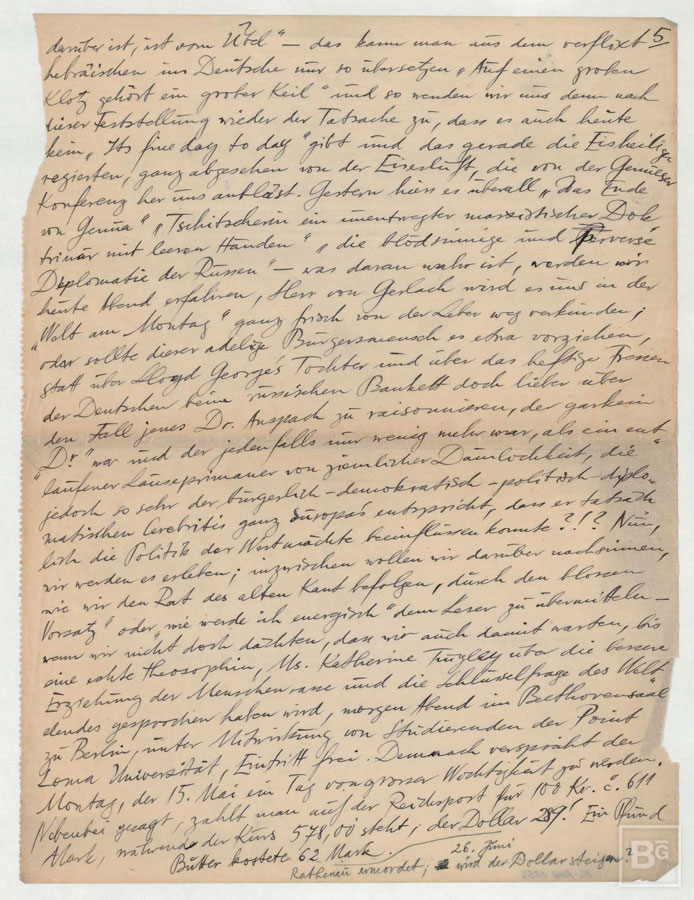 5
darüber ist, ist vom Übel" — das kann man aus dem verflixt
hebräischen ins Deutsche nur so übersetzen „Auf einen groben
Klotz gehört ein grober Keil" und so wenden wir uns denn nach
dieser Feststellung wieder der Tatsache zu, dass es auch heute
kein „Its fine day to day" gibt und das gerade die Eisheiligen
regierten, ganz abgesehen von der Eisesluft, die von der Genueser
Konferenz her uns anbläst. Gestern hiess es überall „Das Ende
von Genua" „Tschitscherin ein unentwegter marxistischer Dok
trinär mit leeren Händen" „die blödsinnige und Perverse
Diplomatie der Russen" — was daran wahr ist, werden wir
heute Abend erfahren, Herr von Gerlach wird es uns in der
„Welt am Montag" ganz frisch von der Leber weg verkünden;
oder sollte dieser adelige Bürgersmensch es etwa vorziehen,
statt über Lloyd George's Tochter und über das heftige Fressen
der Deutschen beim russischen Bankett doch lieber über
den Fall jenes Dr. Anspach zu raisonnieren, der garkein
"Dr" war und der jedenfalls nur wenig mehr war, als ein ent
laufener Lauseprimaner von ziemlicher Dämlichkeit, die
jedoch so sehr der bürgerlich-demokratisch-politisch-diplo-
matischen Cerebritis ganz Europas entspricht, dass er tatsäch
lich die Politik der Westmächte beeinflussen konnte?!? Nun,
wir werden es erleben; inzwischen wollen wir darüber nachsinnen,
wie wir den Rat des alten Kant befolgen, „durch den blossen
Vorsatz" oder „wie werde ich energisch" dem Leser zu übermitteln —
wenn wir nicht doch dächten, dass wir auch damit warten, bis
eine echte Theosophin, Ms. Katherine Tingley über die bessere
Erziehung der Menschenrasse und die Schlüsselfrage des Welt
elendes gesprochen haben wird, morgen Abend im Beethovensaal
zu Berlin, unter Mitwirkung von Studierenden der Point
Loma Universität, Eintritt frei. Demnach verspricht der
Montag, der 15. Mai ein Tag von grosser Wichtigkeit zu werden.
Nebenbei gesagt, zahlt man auf der Reichspost für 100 Kr. č. 611
Mark, während der Kurs 578,00 steht; der Dollar 289! Ein Pfund
Butter kostete 62 Mark.
26. Juni
Rathenau ermordet; wird der Dollar steigen?
BG